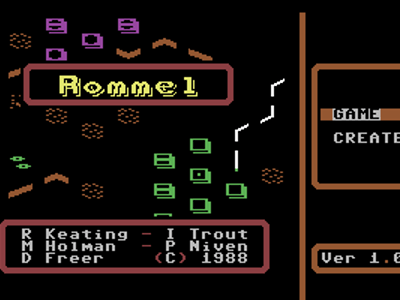 Rommel
GAME
CREATE
R Keating - I Trout
M Holman - P Niven
D Freer (C) 1988
Ver 1.0